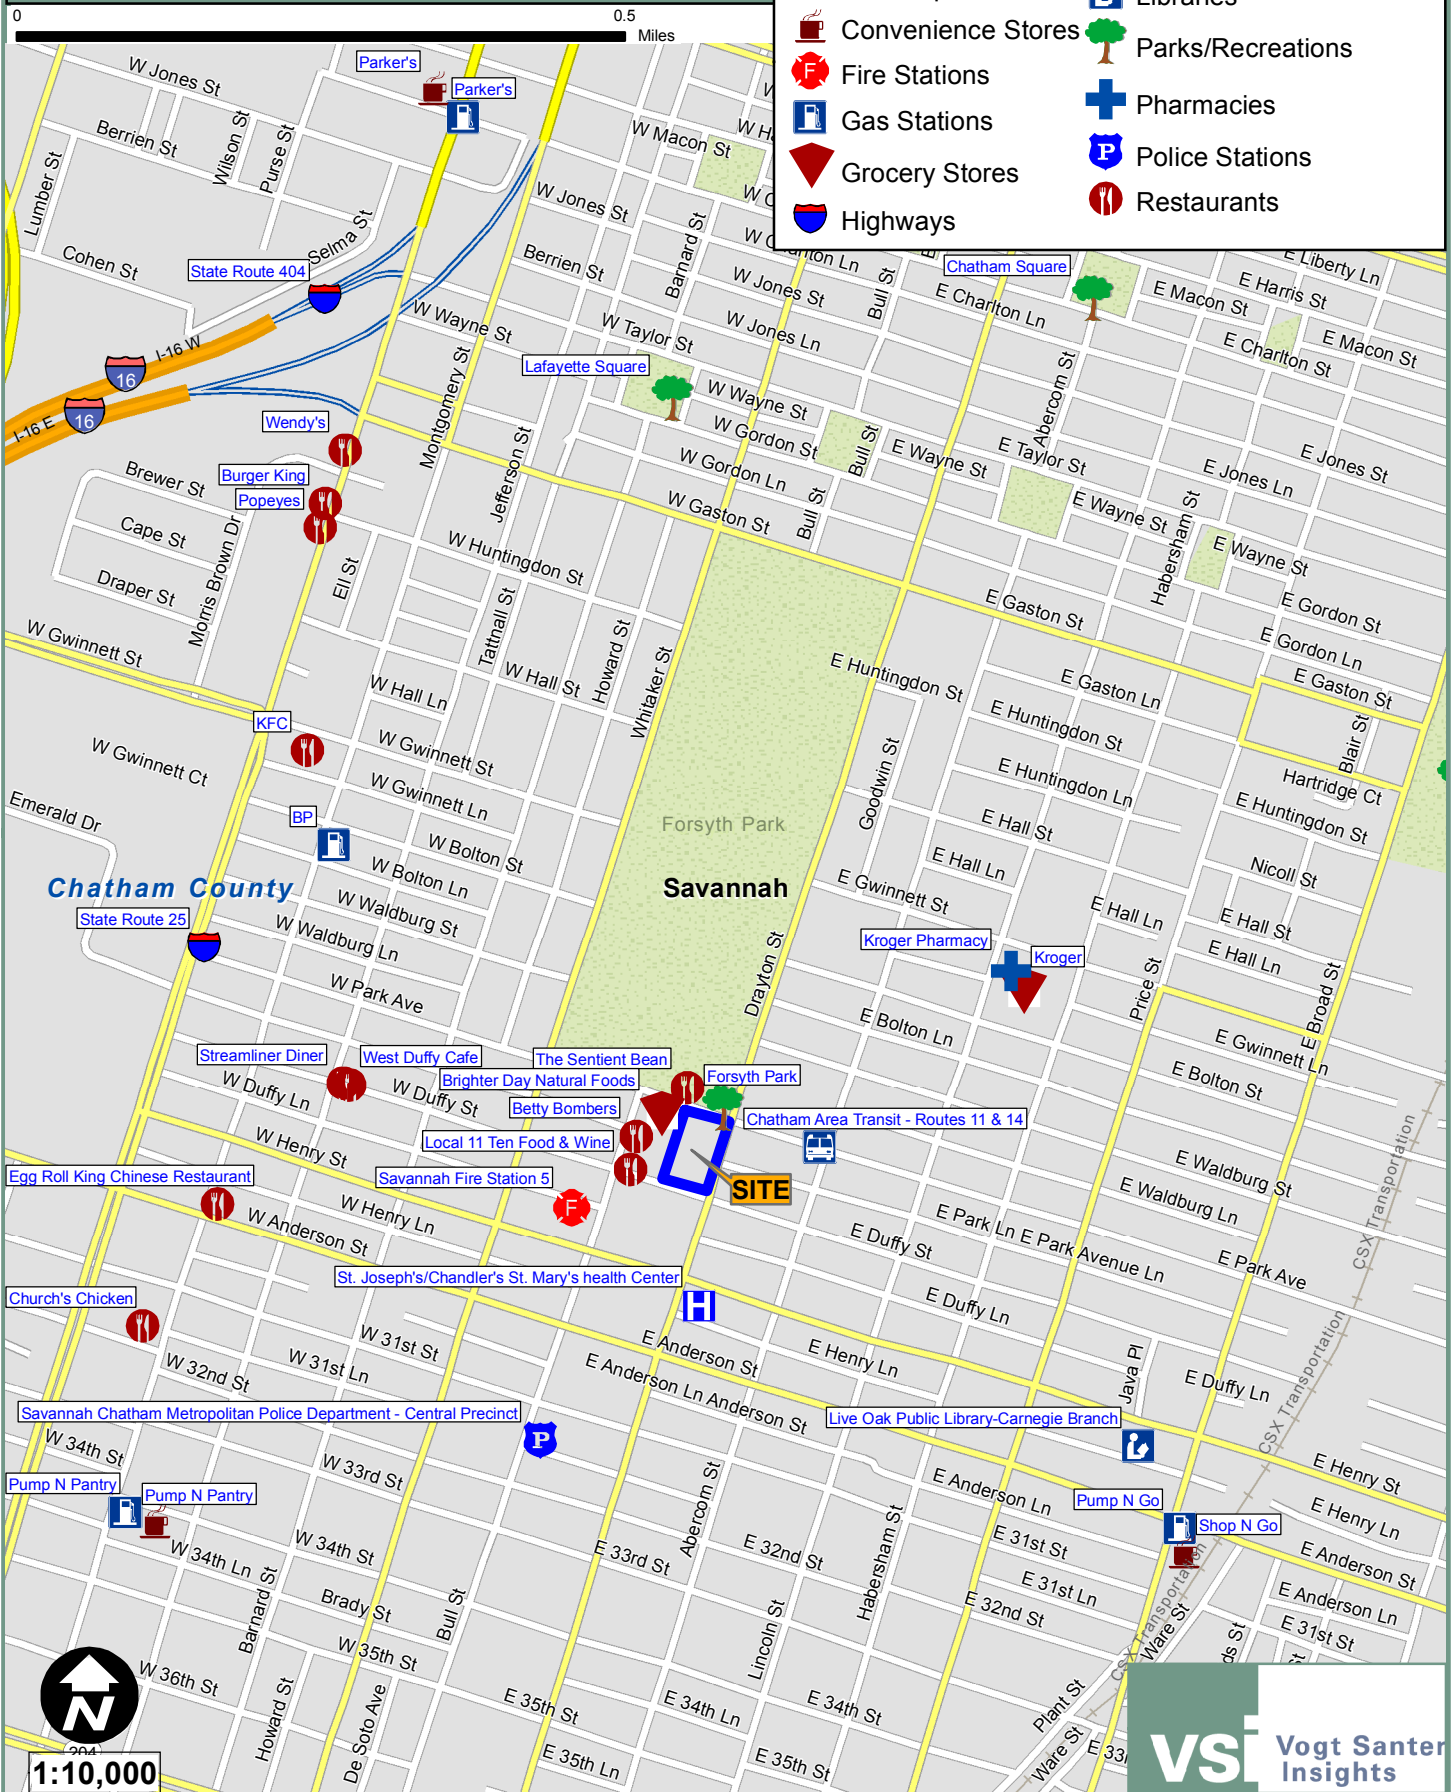 0
0.5
Miles
Libraries
Convenience Stores
Parks/Recreations
Fire Stations
Pharmacies
Gas Stations
Police Stations
Grocery Stores
Restaurants
Highways
Parker's
Parker's
W Jones St
Berrien St
Wilson St
Purse St
Lumber St
Cohen St
Selma St
State Route 404
I-16 W
16
I-16 E
16
W Macon St
W Jones St
Berrien St
Barnard St
W Jones St
Bull St
W Jones Ln
W Taylor St
W Wayne St
Montgomery St
Lafayette Square
W Wayne St
W Gordon St
W Gordon Ln
W Gaston St
Bull St
Bull St
Jefferson St
Chatham Square
E Charlton Ln
E Liberty Ln
E Harris St
E Macon St
E Macon St
E Charlton St
Abercorn St
E Taylor St
E Wayne St
E Jones St
E Jones Ln
E Wayne St
Habersham St
E Wayne St
E Gordon St
E Gordon Ln
E Gaston St
E Gaston St
Wendy's
Burger King
Popeyes
Brewer St
Cape St
Draper St
Morris Brown Dr
Ell St
W Huntingdon St
Tattnall St
Howard St
Whitaker St
W Hall St
W Hall Ln
W Gwinnett St
KFC
W Gwinnett St
W Gwinnett Ct
W Gwinnett Ln
Emerald Dr
BP
W Bolton St
W Bolton Ln
Chatham County
W Waldburg St
State Route 25
W Waldburg Ln
W Park Ave
Forsyth Park
Savannah
E Huntingdon St
E Gaston Ln
E Huntingdon St
E Huntingdon Ln
Goodwin St
E Hall St
E Hall Ln
E Gwinnett St
Blair St
Hartridge Ct
E Huntingdon St
Nicoll St
E Hall Ln
E Hall St
E Hall Ln
Kroger Pharmacy
Kroger
Drayton St
Price St
E Broad St
E Bolton Ln
E Gwinnett Ln
E Bolton St
Streamliner Diner
West Duffy Cafe
The Sentient Bean
Brighter Day Natural Foods
Forsyth Park
W Duffy Ln
W Duffy St
Betty Bombers
Chatham Area Transit - Routes 11 & 14
W Henry St
Local 11 Ten Food & Wine
Egg Roll King Chinese Restaurant
Savannah Fire Station 5
F
SITE
E Waldburg St
E Waldburg Ln
CSX Transportation
W Henry Ln
W Anderson St
E Duffy St
E Park Ln
E Park Avenue Ln
E Park Ave
St. Joseph's/Chandler's St. Mary's health Center
H
Church's Chicken
E Duffy Ln
W 31st St
W 31st Ln
W 32nd St
E Anderson St
E Henry Ln
E Anderson Ln
Anderson St
Java Pl
E Duffy Ln
CSX Transportation
Savannah Chatham Metropolitan Police Department - Central Precinct
P
Live Oak Public Library-Carnegie Branch
W 34th St
W 33rd St
Pump N Pantry
Pump N Pantry
Abercorn St
E Anderson Ln
E Henry St
E Henry Ln
Pump N Go
Shop N Go
W 34th Ln
W 34th St
E 33rd St
E 32nd St
Habersham St
E 31st St
E 31st Ln
E 32nd St
E Anderson St
E Anderson Ln
E 31st St
Barnard St
Brady St
Bull St
W 35th St
W 36th St
Howard St
De Soto Ave
Lincoln St
CSX Transportation
Ware St
E 35th St
E 34th Ln
E 34th St
Plant St
Ware St
E 35th Ln
E 35th St
N
204
1:10,000
vsi
Vogt Santer
Insights